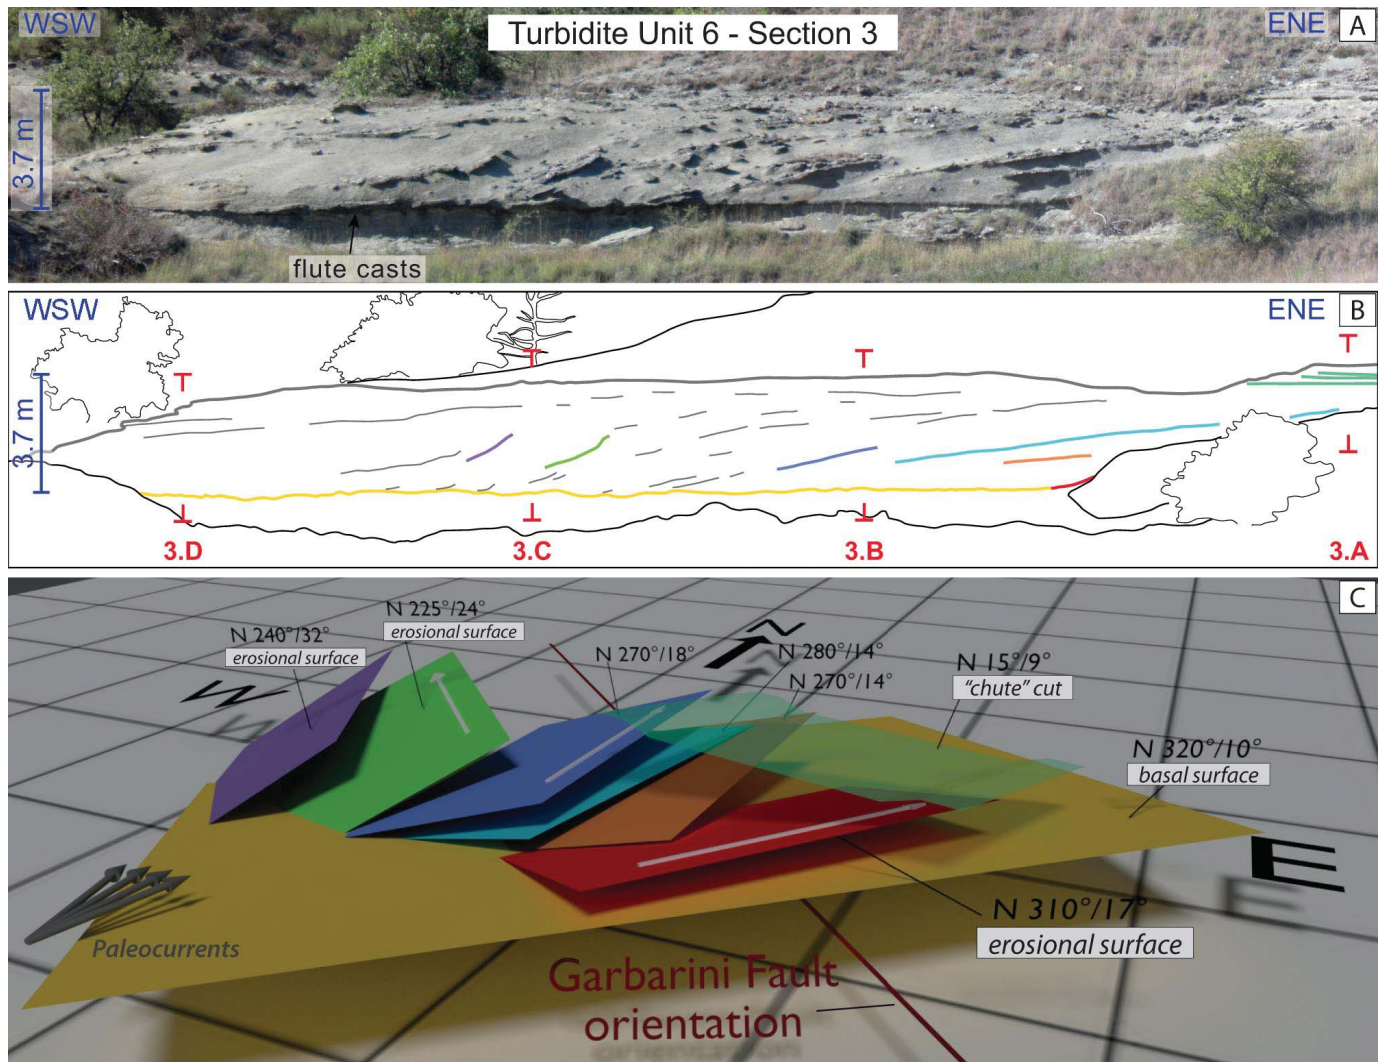 WSW
Turbidite Unit 6 - Section 3
ENE
A
3.7 m
flute casts
WSW
ENE
B
3.7 m
3.D
3.C
3.B
3.A
C
N 225°/24°
erosional surface
N 240°/32°
erosional surface
N 270°/18°
N
N 280°/14°
N 270°/14°
N 15°/9°
"chute" cut
W
N 320°/10°
basal surface
E
N 310°/17°
erosional surface
Paleocurrents
Garbarini Fault
orientation